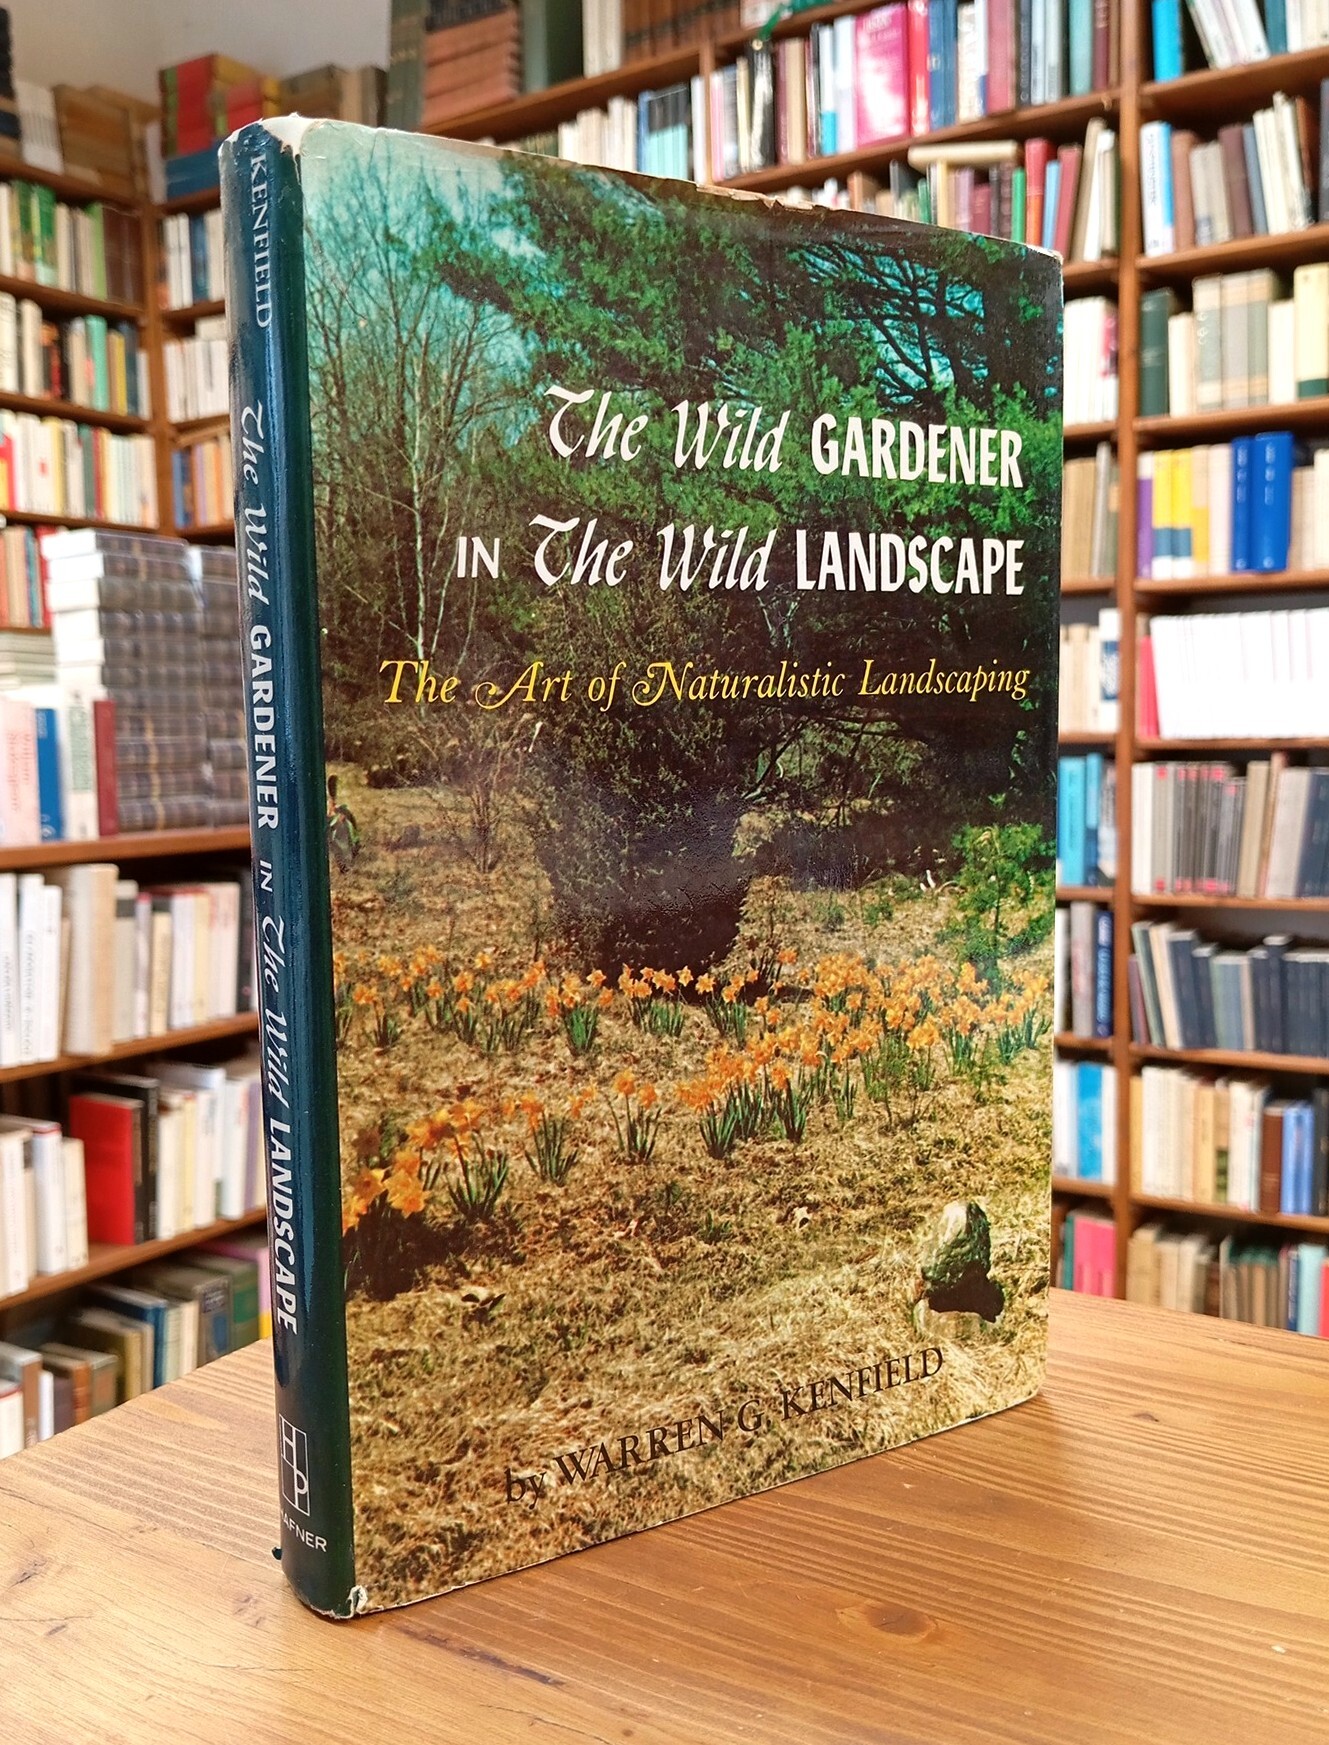 KENFIELD
The Wild GARDENER IN The Wild LANDSCAPE
HP
HAFNER
The Wild GARDENER
IN The Wild LANDSCAPE
The Art of Naturalistic Landscaping
by WARREN G. KENFIELD